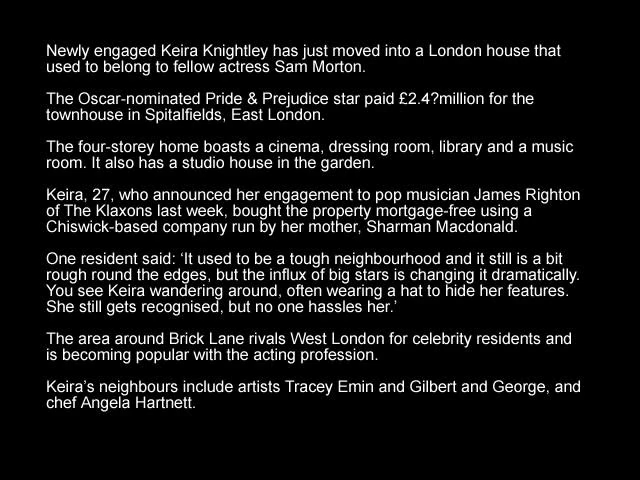 Newly engaged Keira Knightley has just moved into a London house that
used to belong to fellow actress Sam Morton.
The Oscar-nominated Pride & Prejudice star paid £2.4?million for the
townhouse in Spitalfields, East London.
The four-storey home boasts a cinema, dressing room, library and a music
room. It also has a studio house in the garden.
Keira, 27, who announced her engagement to pop musician James Righton
of The Klaxons last week, bought the property mortgage-free using a
Chiswick-based company run by her mother, Sharman Macdonald.
One resident said: ‘It used to be a tough neighbourhood and it still is a bit
rough round the edges, but the influx of big stars is changing it dramatically.
You see Keira wandering around, often wearing a hat to hide her features.
She still gets recognised, but no one hassles her.’
The area around Brick Lane rivals West London for celebrity residents and
is becoming popular with the acting profession.
Keira’s neighbours include artists Tracey Emin and Gilbert and George, and
chef Angela Hartnett.